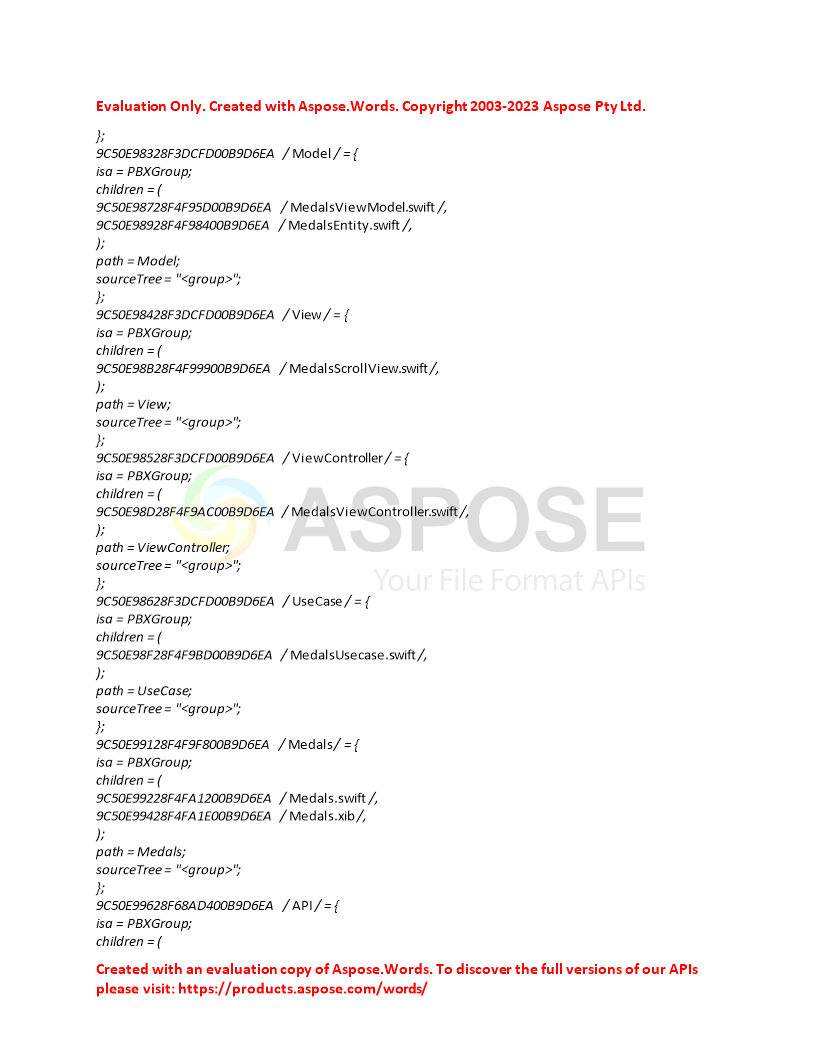 Evaluation Only. Created with Aspose.Words. Copyright 2003-2023 Aspose Pty Ltd.
};
9C50E98328F3DCFD00B9D6EA / Model / = {
isa = PBXGroup;
children = (
9C50E98728F4F95D00B9D6EA / MedalsViewModel.swift /,
9C50E98928F4F98400B9D6EA / MedalsEntity.swift /,
);
path = Model;
sourceTree = "<group>";
};
9C50E98428F3DCFD00B9D6EA / View / = {
isa = PBXGroup;
children = (
9C50E98B28F4F99900B9D6EA / MedalsScrollView.swift /,
);
path = View;
sourceTree = "<group>";
};
9C50E98528F3DCFD00B9D6EA / ViewController / = {
isa = PBXGroup;
children = (
9C50E98D28F4F9AC00B9D6EA / MedalsViewController.swift /,
);
path = ViewController;
sourceTree = "<group>";
};
9C50E98628F3DCFD00B9D6EA / UseCase / = {
isa = PBXGroup;
children = (
9C50E98F28F4F9BD00B9D6EA / MedalsUsecase.swift /,
);
path = UseCase;
sourceTree = "<group>";
};
9C50E99128F4F9F800B9D6EA / Medals / = {
isa = PBXGroup;
children = (
9C50E99228F4FA1200B9D6EA / Medals.swift /,
9C50E99428F4FA1E00B9D6EA / Medals.xib /,
);
path = Medals;
sourceTree = "<group>";
};
9C50E99628F68AD400B9D6EA / API / = {
isa = PBXGroup;
children = (
ASPOSE
Your File Format APIs
Created with an evaluation copy of Aspose.Words. To discover the full versions of our APIs
please visit: https://products.aspose.com/words/